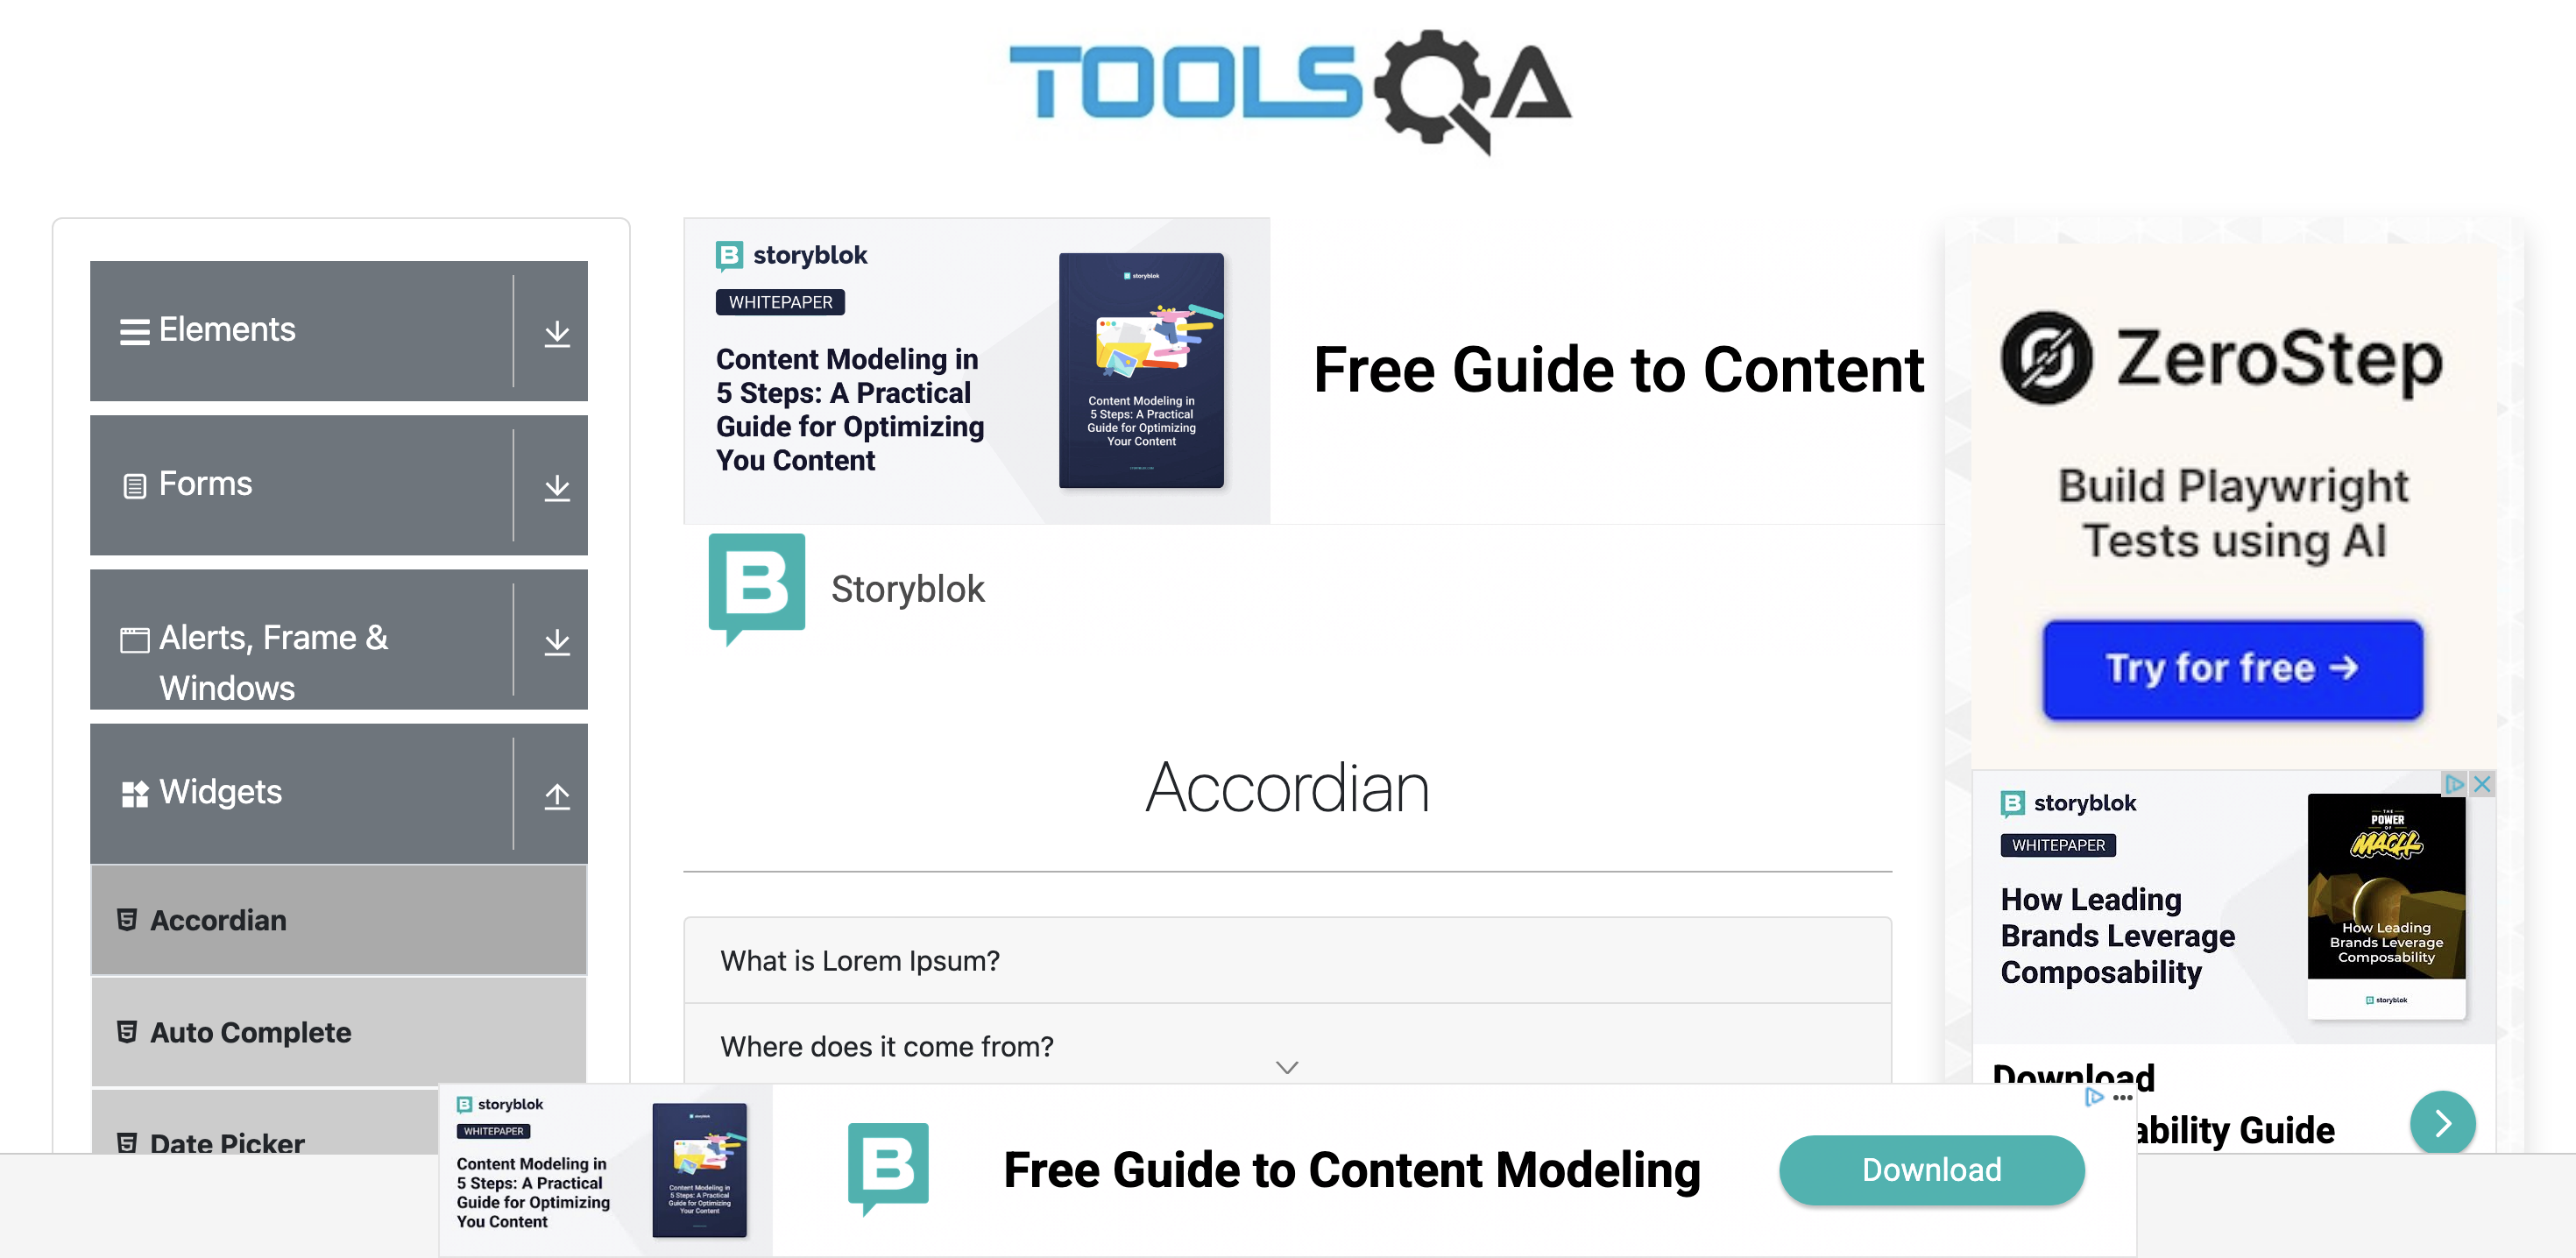 TOOLSQA
Elements
Forms
Alerts, Frame &
Windows
Widgets
Accordian
Auto Complete
Date Picker
storyblok
WHITEPAPER
Content Modeling in
5 Steps: A Practical
Guide for Optimizing
You Content
storyblok
Content Modeling in
5 Steps: A Practical
Guide for Optimizing
Your Content
Free Guide to Content
Storyblok
Accordian
What is Lorem Ipsum?
Where does it come from?
ZeroStep
Build Playwright
Tests using AI
Try for free →
storyblok
WHITEPAPER
How Leading
Brands Leverage
Composability
THE
POWER
OF
MACH
How Leading
Brands Leverage
Composability
storyblok
Download
ability Guide
storyblok
WHITEPAPER
Content Modeling in
5 Steps: A Practical
Guide for Optimizing
You Content
storyblok
Content Modeling in
5 Steps: A Practical
Guide for Optimizing
Your Content
Free Guide to Content Modeling
Download